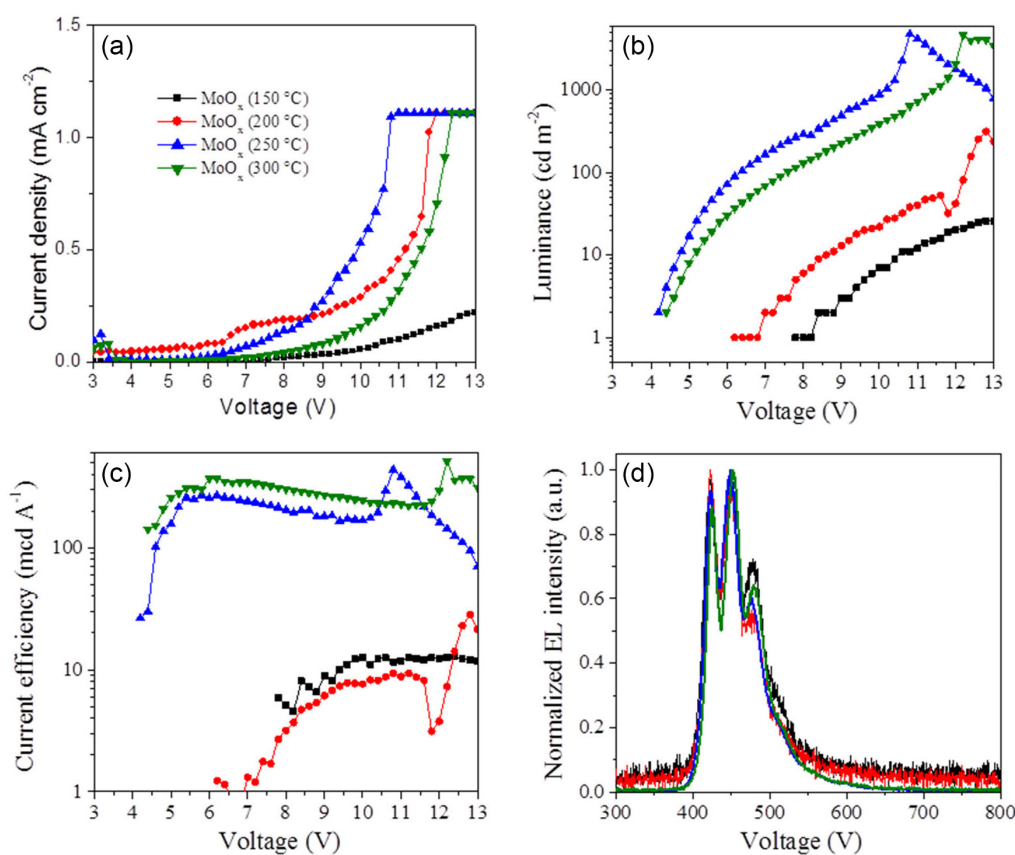 (a)
Current density (mA cm⁻²)
1.5
1.0
0.5
0.0
MoOₓ (150 °C)
MoOₓ (200 °C)
MoOₓ (250 °C)
MoOₓ (300 °C)
3 4 5 6 7 8 9 10 11 12 13
Voltage (V)
(b)
Luminance (cd m⁻²)
1000
100
10
1
3 4 5 6 7 8 9 10 11 12 13
Voltage (V)
(c)
Current efficiency (mcd A⁻¹)
100
10
1
3 4 5 6 7 8 9 10 11 12 13
Voltage (V)
(d)
Normalized EL intensity (a.u.)
1.0
0.8
0.6
0.4
0.2
0.0
300 400 500 600 700 800
Voltage (V)